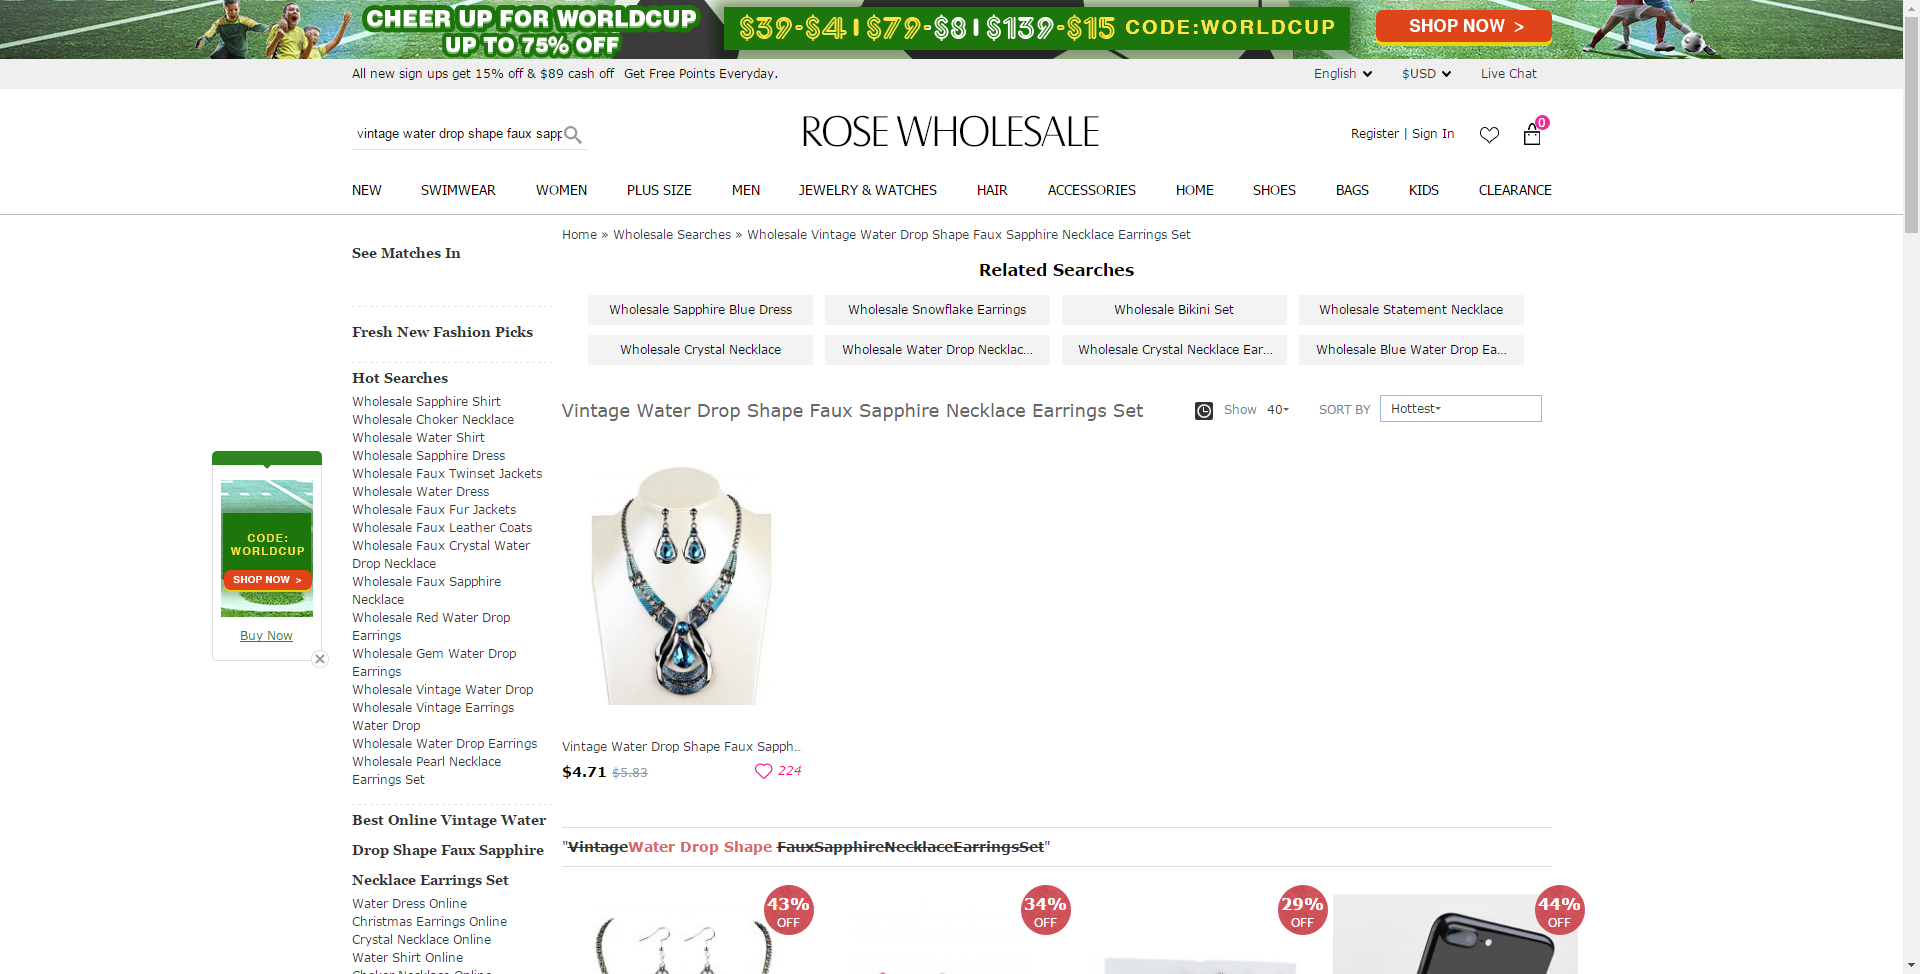 CHEER UP FOR WORLDCUP
UP TO 75% OFF
$39-$4 | $79-$8 | $139-$15 CODE:WORLDCUP
SHOP NOW >
All new sign ups get 15% off & $89 cash off Get Free Points Everyday.
English $USD Live Chat
vintage water drop shape faux sapp
ROSE WHOLESALE
Register | Sign In
0
NEW SWIMWEAR WOMEN PLUS SIZE MEN JEWELRY & WATCHES HAIR ACCESSORIES HOME SHOES BAGS KIDS CLEARANCE
Home » Wholesale Searches » Wholesale Vintage Water Drop Shape Faux Sapphire Necklace Earrings Set
See Matches In
Fresh New Fashion Picks
Hot Searches
Wholesale Sapphire Shirt
Wholesale Choker Necklace
Wholesale Water Shirt
Wholesale Sapphire Dress
Wholesale Faux Twinset Jackets
Wholesale Water Dress
Wholesale Faux Fur Jackets
Wholesale Faux Leather Coats
Wholesale Faux Crystal Water
Drop Necklace
Wholesale Faux Sapphire
Necklace
Wholesale Red Water Drop
Earrings
Wholesale Gem Water Drop
Earrings
Wholesale Vintage Water Drop
Wholesale Vintage Earrings
Water Drop
Wholesale Water Drop Earrings
Wholesale Pearl Necklace
Earrings Set
Best Online Vintage Water
Drop Shape Faux Sapphire
Necklace Earrings Set
Water Dress Online
Christmas Earrings Online
Crystal Necklace Online
Water Shirt Online
Choker Necklace Online
CODE:
WORLDCUP
SHOP NOW >
Buy Now
Related Searches
Wholesale Sapphire Blue Dress
Wholesale Snowflake Earrings
Wholesale Bikini Set
Wholesale Statement Necklace
Wholesale Crystal Necklace
Wholesale Water Drop Necklac...
Wholesale Crystal Necklace Ear...
Wholesale Blue Water Drop Ea...
Vintage Water Drop Shape Faux Sapphire Necklace Earrings Set
Show 40
SORT BY Hottest
Vintage Water Drop Shape Faux Sapph...
$4.71 $5.83 224
"VintageWater Drop Shape FauxSapphireNecklaceEarringsSet"
43% OFF
34% OFF
29% OFF
44% OFF